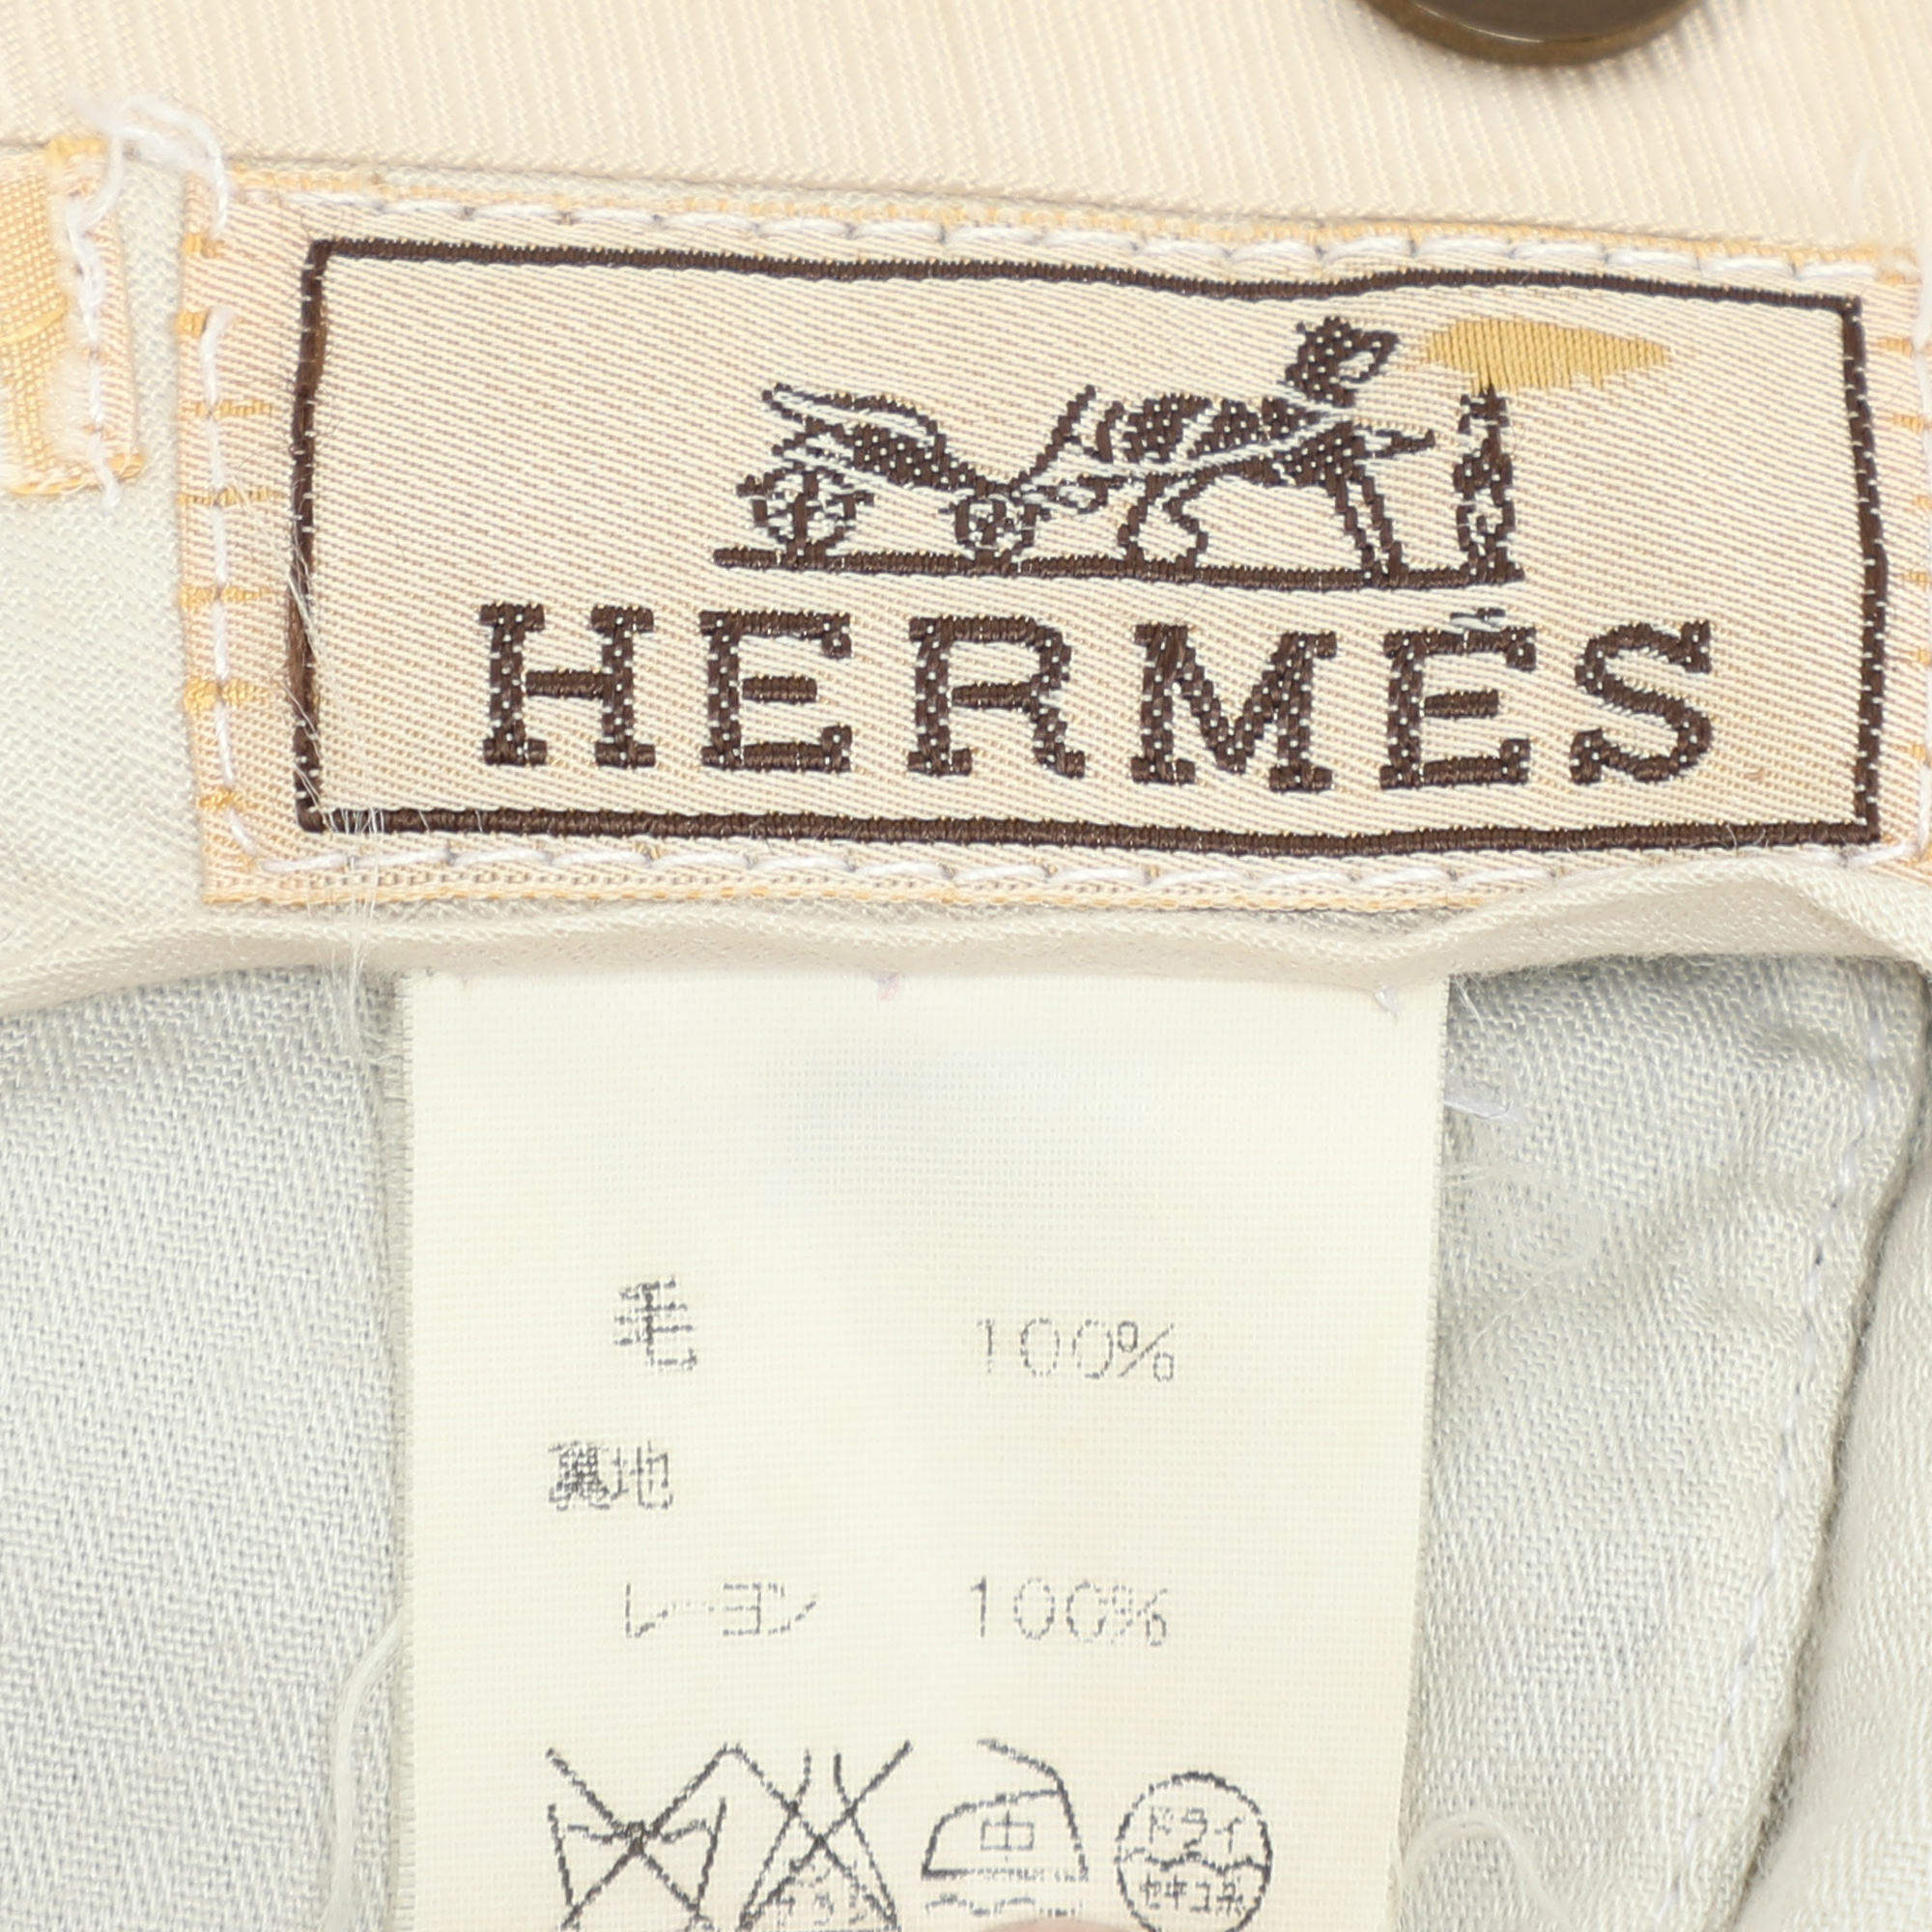 HERMÈS
毛 100%
裏地
レーヨン 100%
中
ドライ
セキユ系